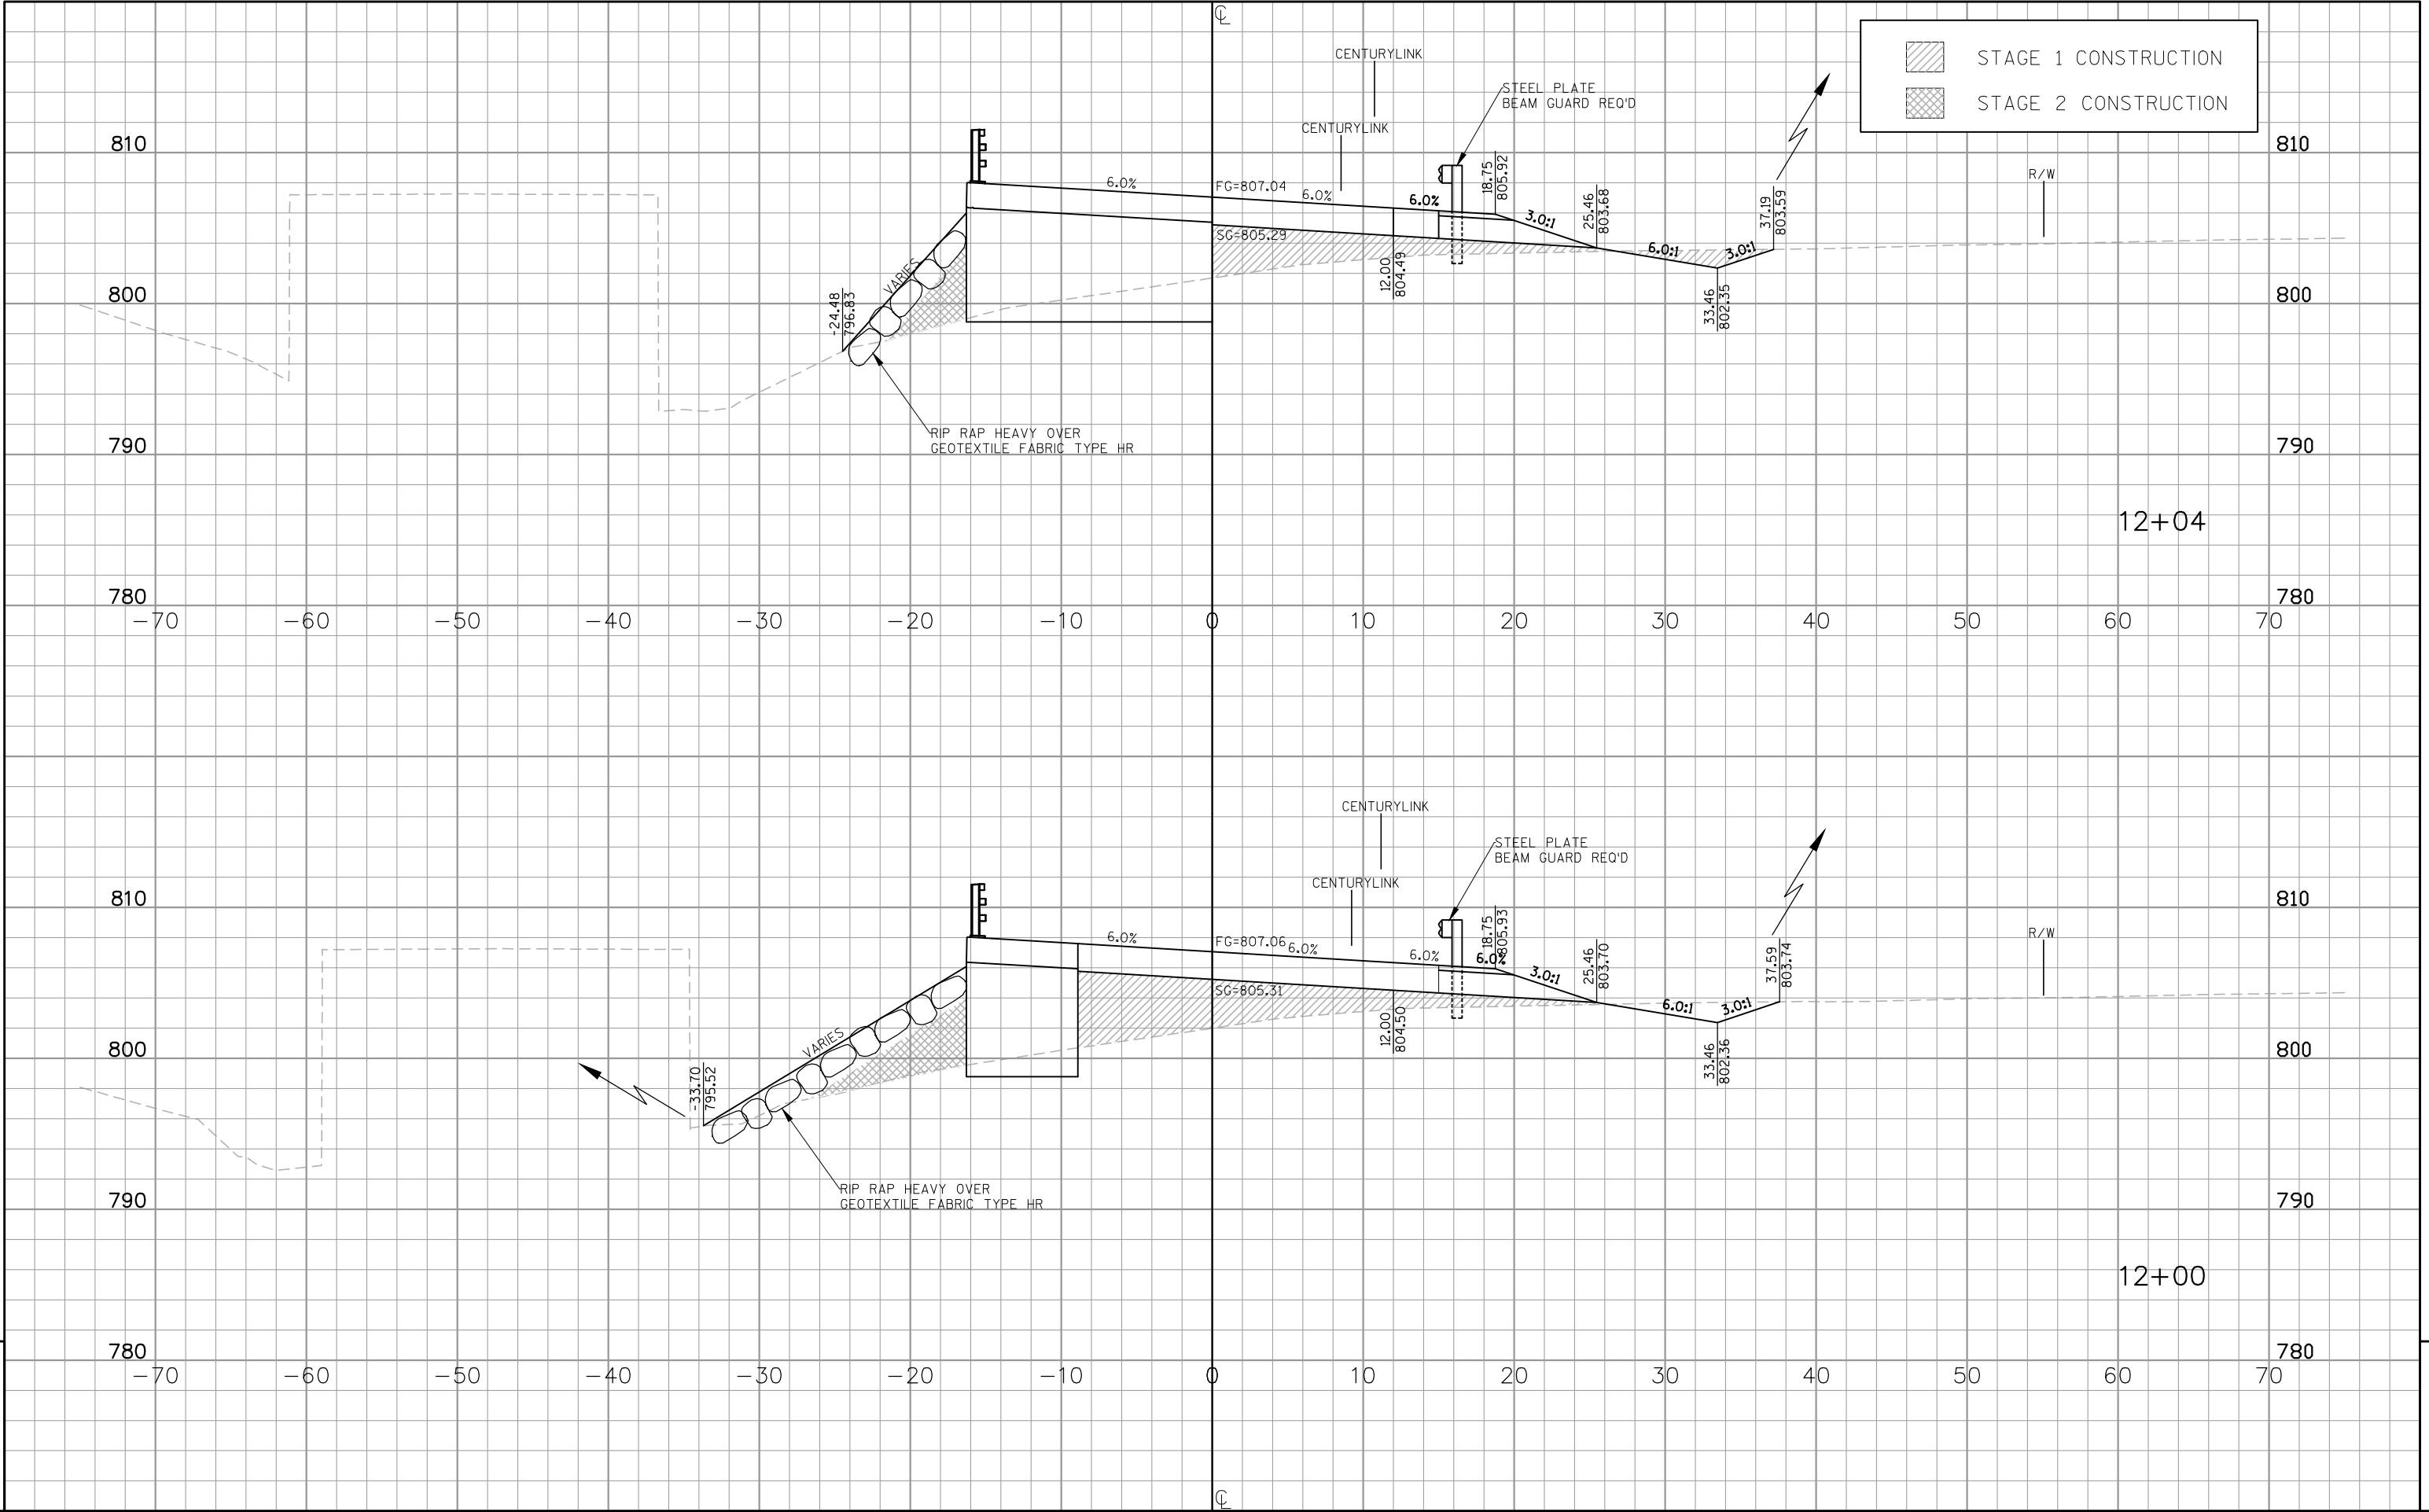 CL
STAGE 1 CONSTRUCTION
STAGE 2 CONSTRUCTION
CENTURYLINK
STEEL PLATE
BEAM GUARD REQ'D
CENTURYLINK
810
810
R/W
6.0%
FG=807.04
6.0%
6.0%
18.75
805.92
3.0:1
25.46
803.68
37.19
803.59
SG=805.29
6.0:1
3.0:1
VARIES
12.00
804.49
-24.48
796.83
33.46
802.35
800
800
RIP RAP HEAVY OVER
GEOTEXTILE FABRIC TYPE HR
790
790
12+04
780
780
-70 -60 -50 -40 -30 -20 -10 0 10 20 30 40 50 60 70
CENTURYLINK
STEEL PLATE
BEAM GUARD REQ'D
CENTURYLINK
810
810
R/W
6.0%
FG=807.06
6.0%
6.0%
18.75
805.93
6.0%
3.0:1
25.46
803.70
37.59
803.74
SG=805.31
6.0:1
3.0:1
VARIES
12.00
804.50
-33.70
795.52
33.46
802.36
800
800
RIP RAP HEAVY OVER
GEOTEXTILE FABRIC TYPE HR
790
790
12+00
780
780
-70 -60 -50 -40 -30 -20 -10 0 10 20 30 40 50 60 70
CL